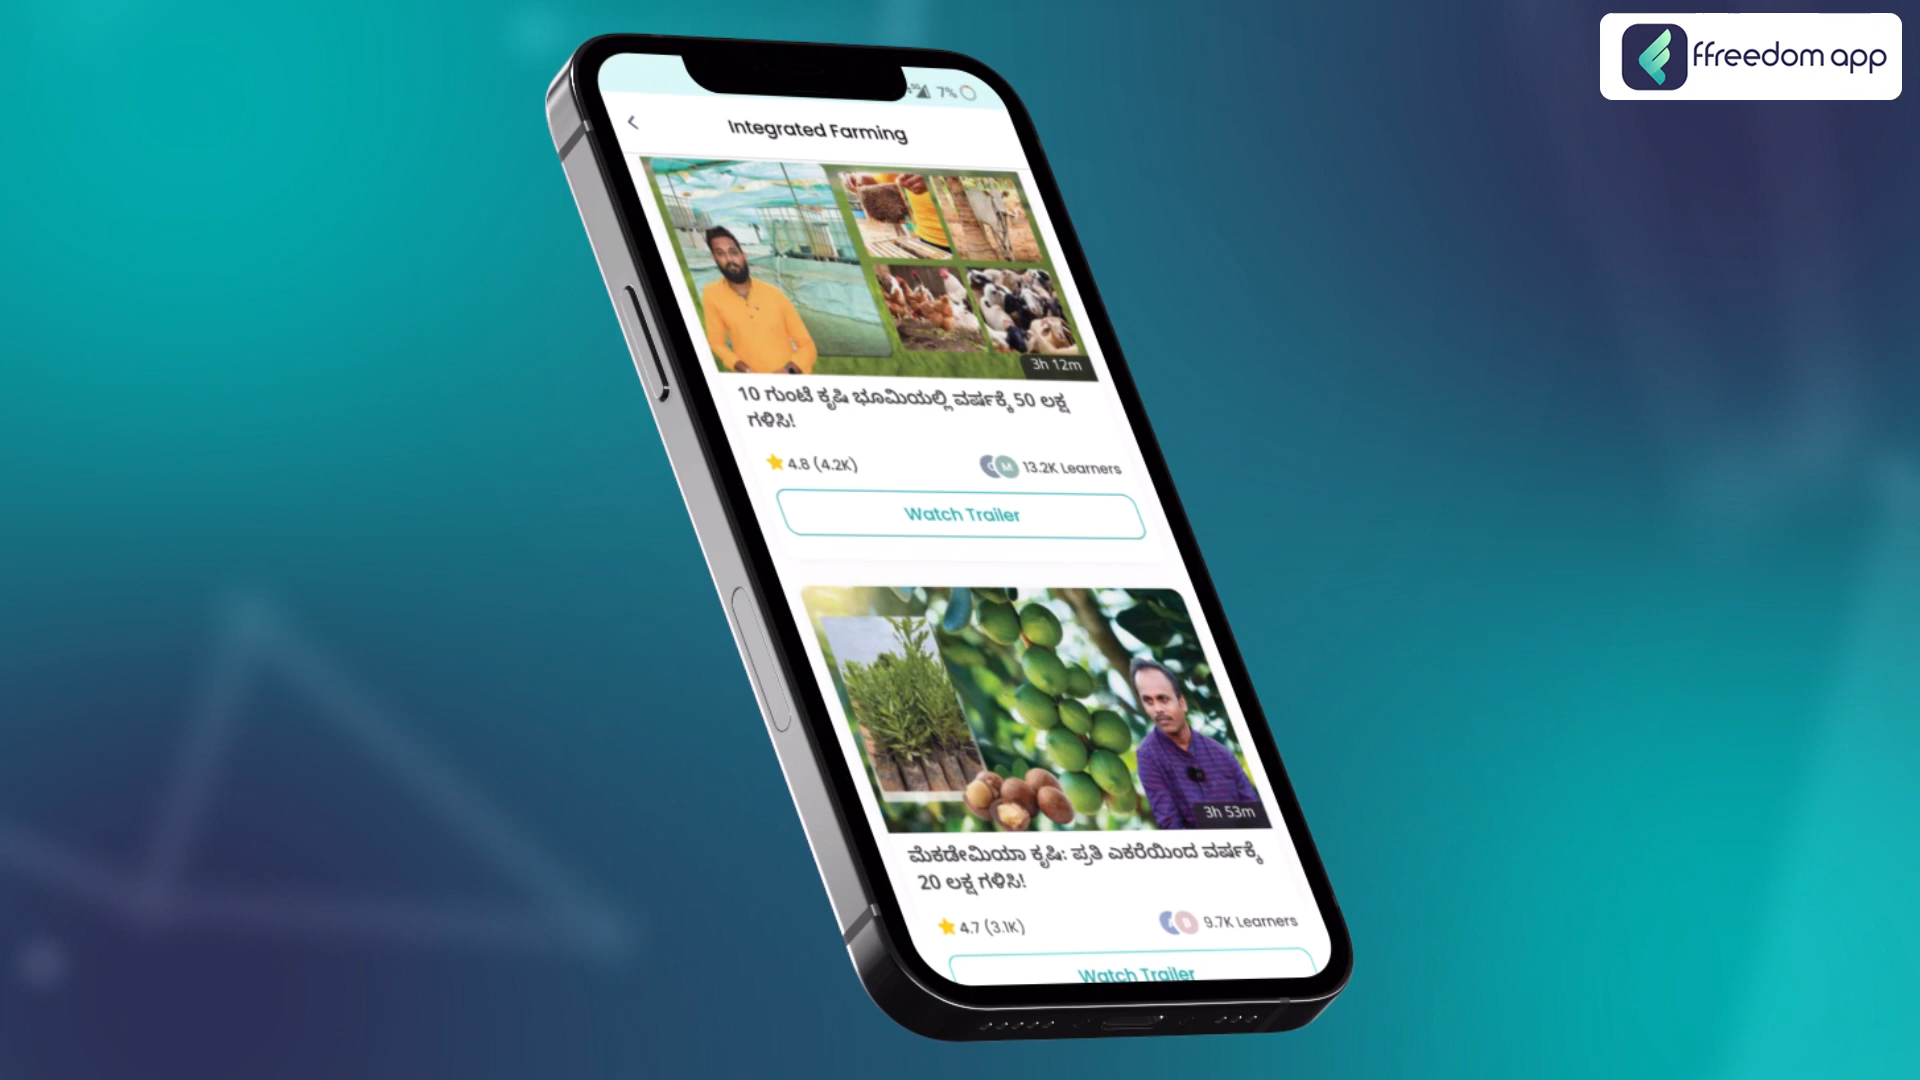 ffreedom app
7%
Integrated Farming
3h 12m
10 ಗುಂಟೆ ಕೃಷಿ ಭೂಮಿಯಲ್ಲಿ ವರ್ಷಕ್ಕೆ 50 ಲಕ್ಷ
ಗಳಿಸಿ!
4.8 (4.2K)
M 13.2K Learners
Watch Trailer
3h 53m
ಮೆಕಡೇಮಿಯಾ ಕೃಷಿ: ಪ್ರತಿ ಎಕರೆಯಿಂದ ವರ್ಷಕ್ಕೆ
20 ಲಕ್ಷ ಗಳಿಸಿ!
4.7 (3.1K)
9.7K Learners
Watch Trailer